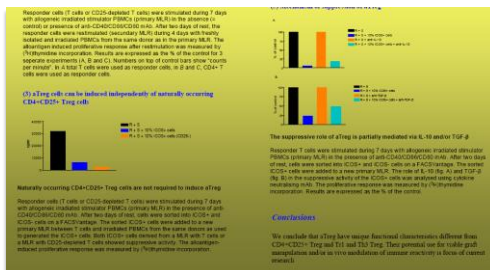 Responder cells (T cells or CD25-depleted T cells) were stimulated 7 days
with allogeneic irradiated stimulator PBMCs (primary MLR) in the absence (=
control) or presence of anti-CD40/CD86/CD80 mAb. After two days of rest, the
responder cells were restimulated (secundary MLR) during 4 days with freshly
isolated and irradiated PBMCs from the same donor as in the primary MLR. The
alloantigen induced proliferative response after restimulation was measured by
(³H)thymidine incorporation. Results are expressed as the % of the control for 3
seperate experiments (A, B and C). Numbers on top of control bars show "counts
per minute". In A total T cells were used as responder cells, in B and C, CD4+ T
cells were used as responder cells.
(3) aTreg cells can be induced independently of naturally occurring
CD4+CD25+ Treg cells
R + S
Naturally occurring CD4+CD25+ Treg cells are not required to induce aTreg
Responder cells (T cells or CD25-depleted T cells) were stimulated during 7 days
with allogeneic irradiated stimulator PBMCs (primary MLR) in the presence of anti-
CD40/CD86/CD80 mAb. After two days of rest, cells were sorted into ICOS+ and
ICOS- cells on a FACSVantage. The sorted ICOS+ cells were added to a new
primary MLR between T cells and irradiated PBMCs from the same donors as used
to generated the ICOS+ cells. Both ICOS+ cells derived from a MLR with T cells or
a MLR with CD25-depleted T cells showed suppressive activity. The alloantigen-
induced proliferative response was measured by (³H)thymidine-incorporation.
A
R + S
B
R + S
The suppressive role of aTreg is partially mediated via IL-10 and/or TGF-β
Responder T cells were stimulated during 7 days with allogeneic irradiated stimulator
PBMCs (primary MLR) in the presence of anti-CD40/CD86/CD80 mAb. After two days
of rest, cells were sorted into ICOS+ and ICOS- cells on a FACSVantage. The sorted
ICOS+ cells were added to a new primary MLR. The role of IL-10 (fig. A) and TGF-β
(fig. B) in the suppressive activity of the ICOS+ cells was analyzed using cytokine
neutralising mAb. The proliferative response was measured by (³H)thymidine
incorporation. Results are expressed as the % of the control.
Conclusions
We conclude that aTreg have unique functional characteristics different from
CD4+CD25+ Treg and Tr1 and Th3 Treg. Their potential use for viable graft
manipulation and/or in vivo modulation of immune reactivity is focus of current
research